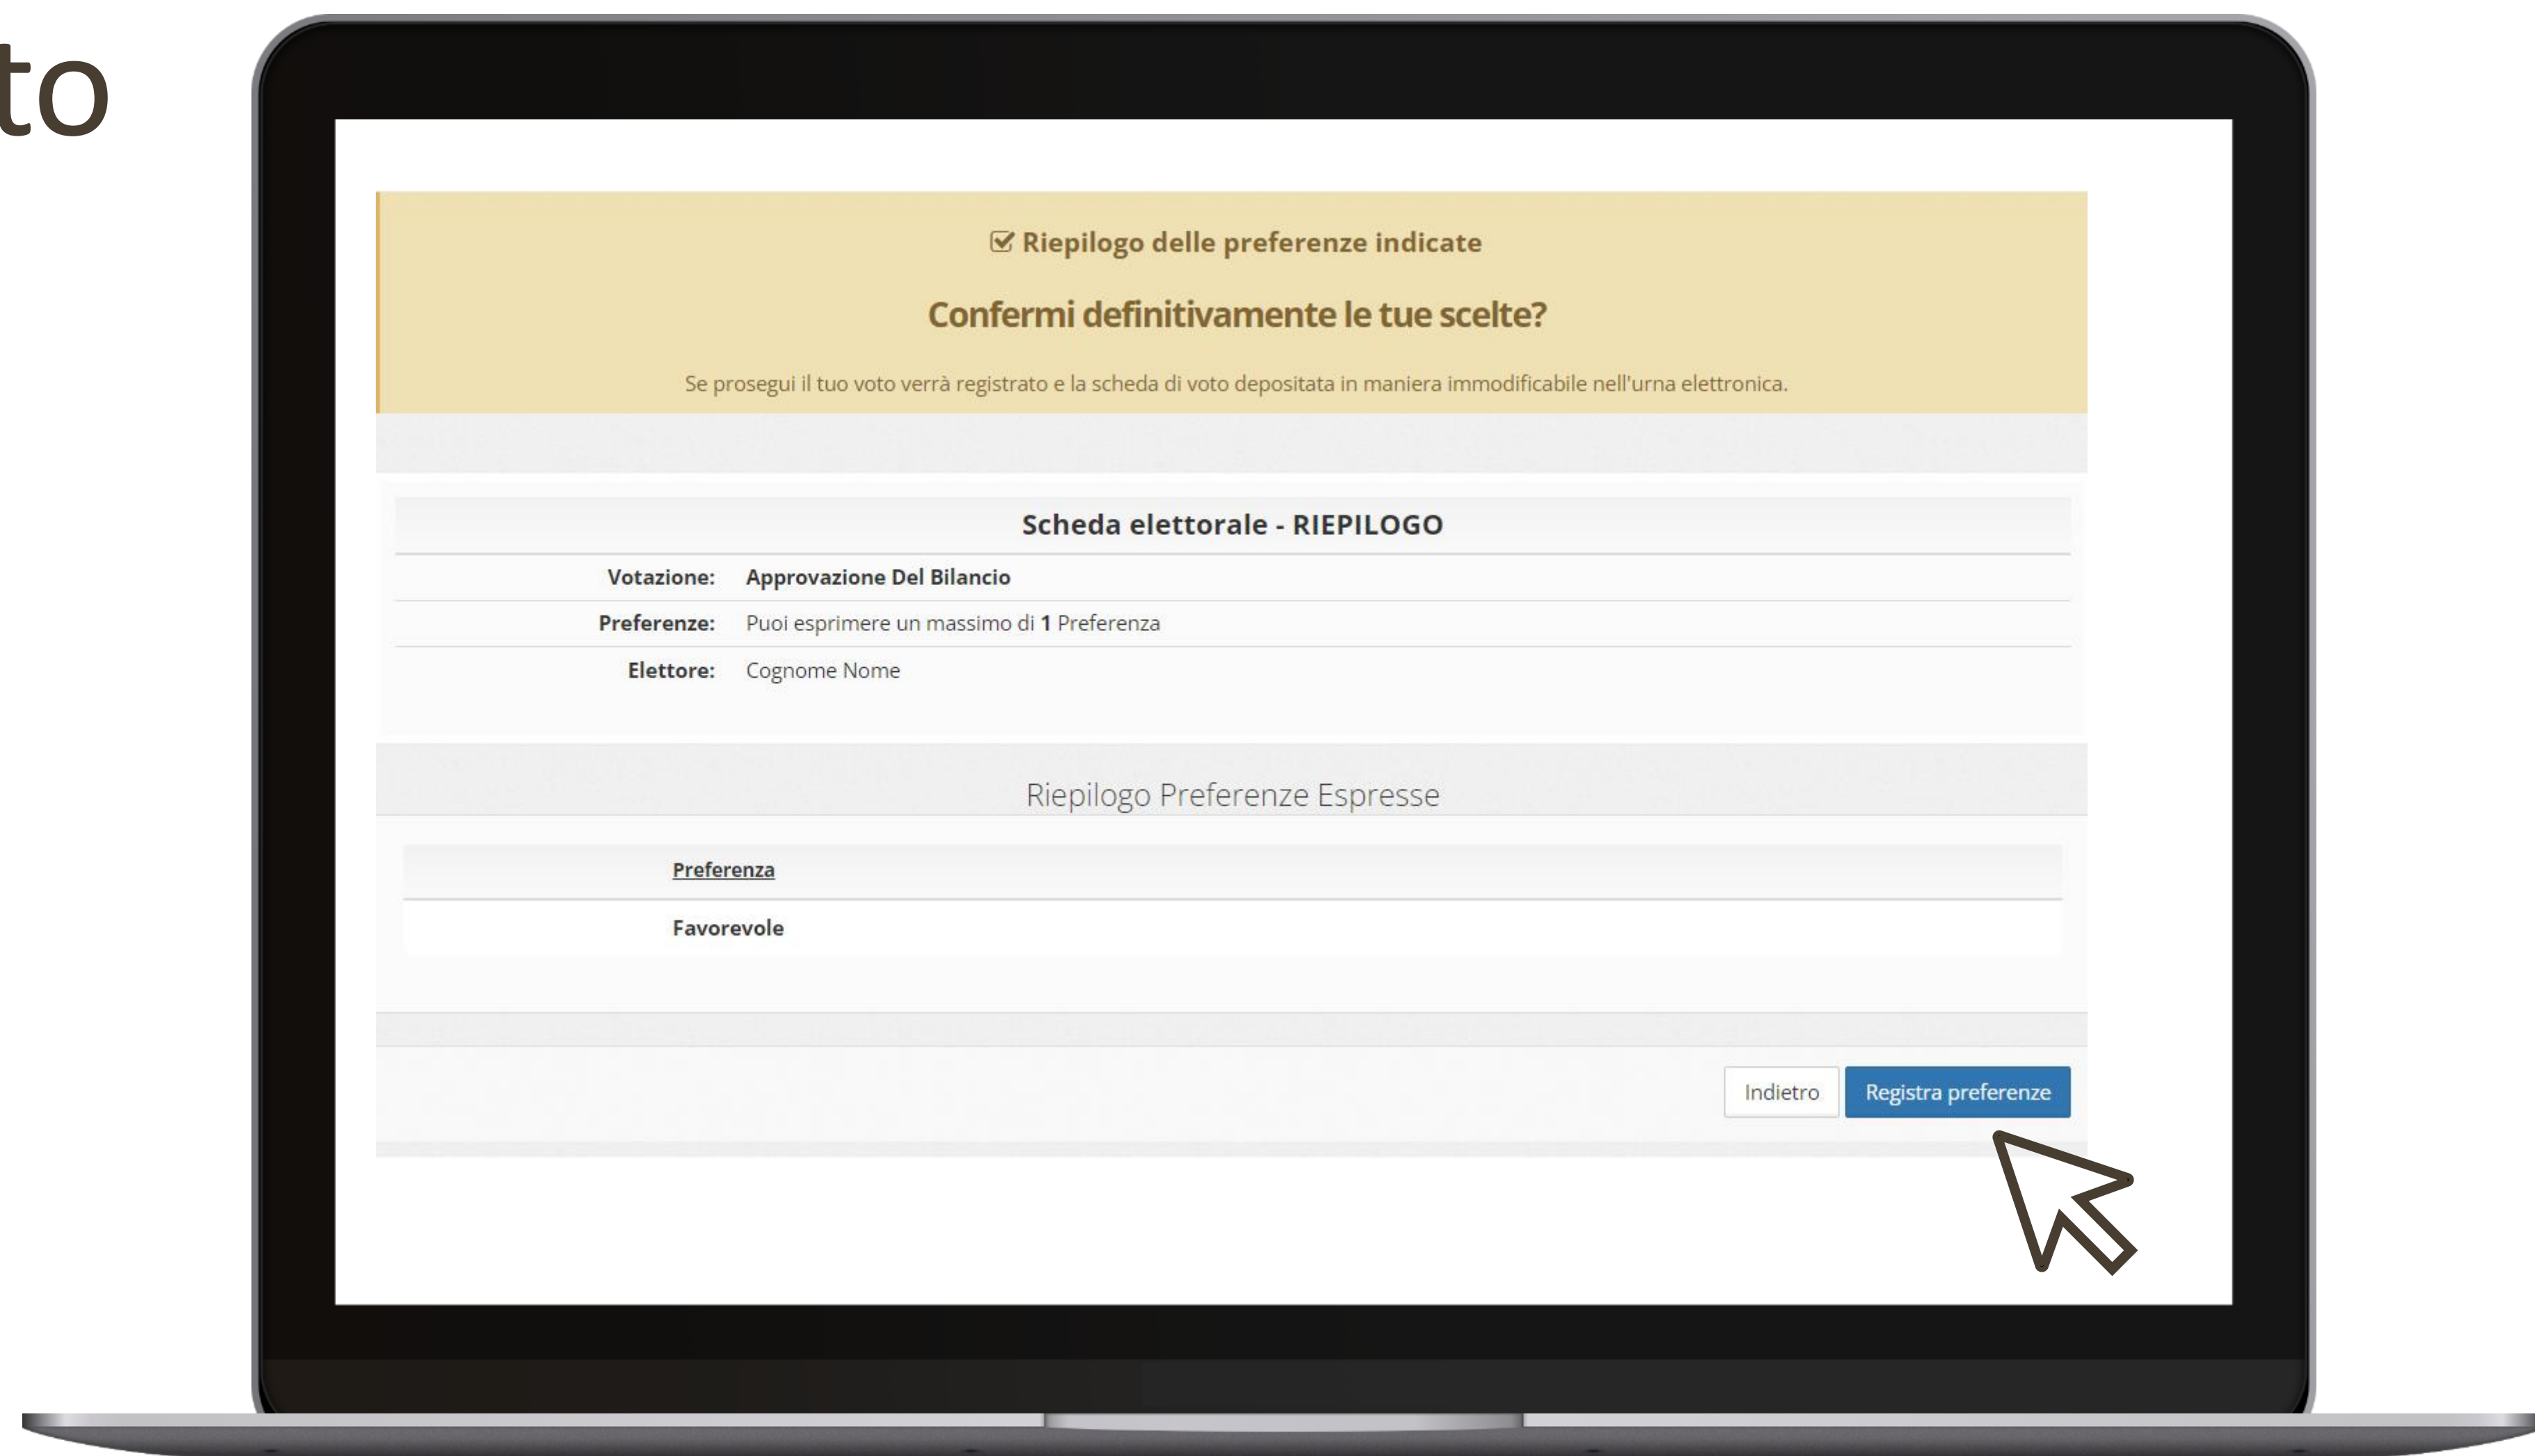 to
Riepilogo delle preferenze indicate
Confermi definitivamente le tue scelte?
Se prosegui il tuo voto verrà registrato e la scheda di voto depositata in maniera immodificabile nell'urna elettronica.
Scheda elettorale - RIEPILOGO
Votazione: Approvazione Del Bilancio
Preferenze: Puoi esprimere un massimo di 1 Preferenza
Elettore: Cognome Nome
Riepilogo Preferenze Espresse
Preferenza
Favorevole
Indietro Registra preferenze